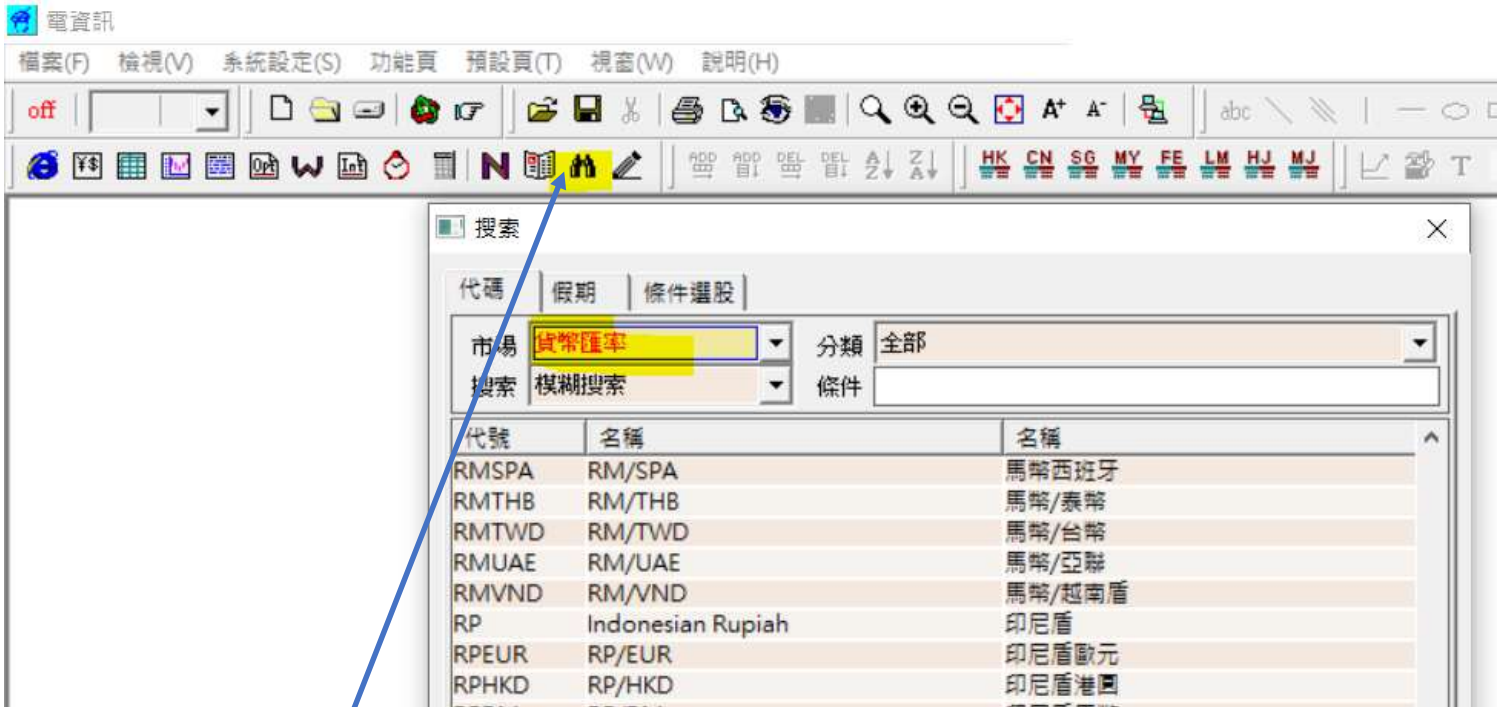 電資訊
檔案(F) 檢視(V) 系統設定(S) 功能頁 預設頁(T) 視窗(W) 說明(H)
off A+ A- abc
¥$ Opt W Int N ADD ADD DEL DEL A Z Z A HK CN SG MY FE LM HJ MJ T
搜索
代碼 假期 條件選股
市場 貨幣匯率 分類 全部
搜索 模糊搜索 條件
代號 名稱 名稱
RMSPA RM/SPA 馬幣西班牙
RMTHB RM/THB 馬幣/泰幣
RMTWD RM/TWD 馬幣/台幣
RMUAE RM/UAE 馬幣/亞聯
RMVND RM/VND 馬幣/越南盾
RP Indonesian Rupiah 印尼盾
RPEUR RP/EUR 印尼盾歐元
RPHKD RP/HKD 印尼盾港圓